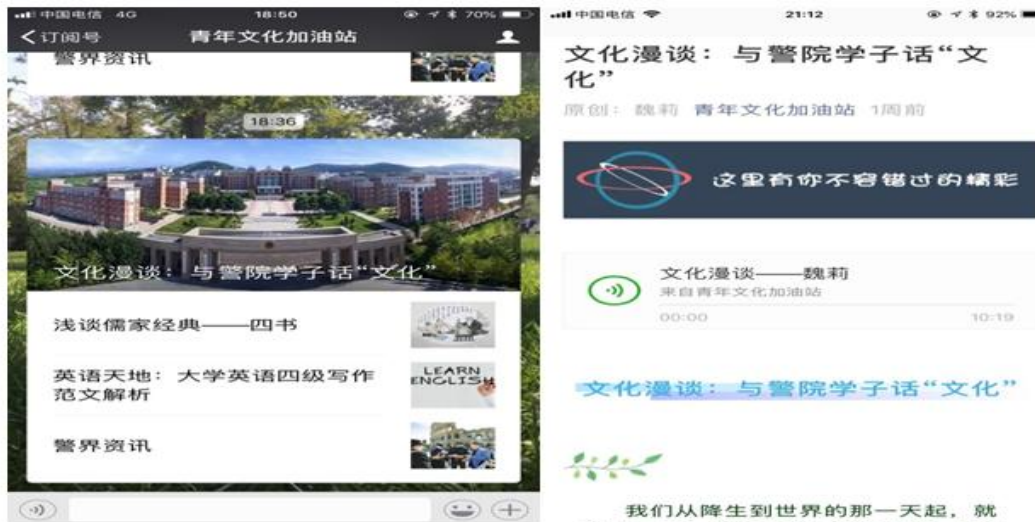 中国电信 4G
18:50
70%
订阅号
青年文化加油站
警界资讯
18:36
文化漫谈：与警院学子话“文化”
浅谈儒家经典——四书
英语天地：大学英语四级写作
范文解析
LEARN
ENGLISH
警界资讯
中国电信
21:12
92%
文化漫谈：与警院学子话“文
化”
原创： 魏莉 青年文化加油站 1周前
这里有你不容错过的精彩
文化漫谈——魏莉
来自青年文化加油站
00:00
10:19
文化漫谈：与警院学子话“文化”
我们从降生到世界的那一天起，就